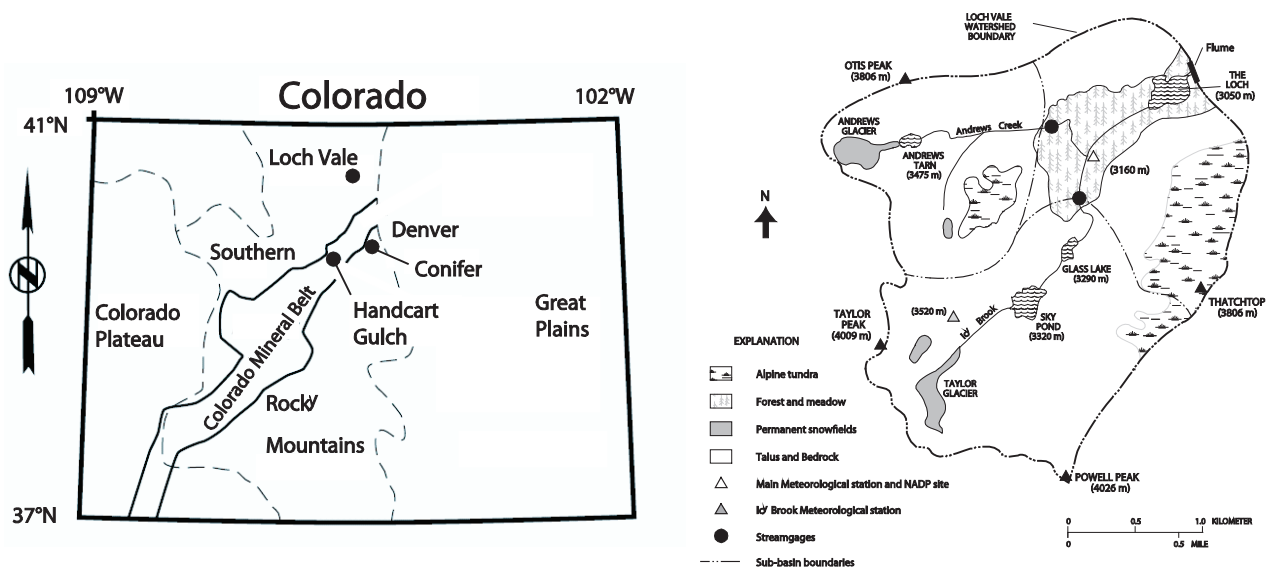 Colorado
109°W
102°W
41°N
Loch Vale
Denver
Southern
Conifer
Colorado
Plateau
Handcart
Gulch
Great
Plains
Colorado Mineral Belt
Rocky
Mountains
37°N
N
LOCH VALE
WATERSHED
BOUNDARY
Flume
OTIS PEAK
(3806 m)
THE
LOCH
(3050 m)
ANDREWS
GLACIER
Andrews Creek
ANDREWS
TARN
(3475 m)
(3160 m)
N
GLASS LAKE
(3290 m)
THATCHTOP
(3806 m)
TAYLOR
PEAK
(4009 m)
(3520 m)
Icy Brook
SKY
POND
(3320 m)
TAYLOR
GLACIER
POWELL PEAK
(4026 m)
EXPLANATION
Alpine tundra
Forest and meadow
Permanent snowfields
Talus and Bedrock
Main Meteorological station and NADP site
Icy Brook Meteorological station
Streamgages
Sub-basin boundaries
0 0.5 1.0 KILOMETER
0 0.5 MILE